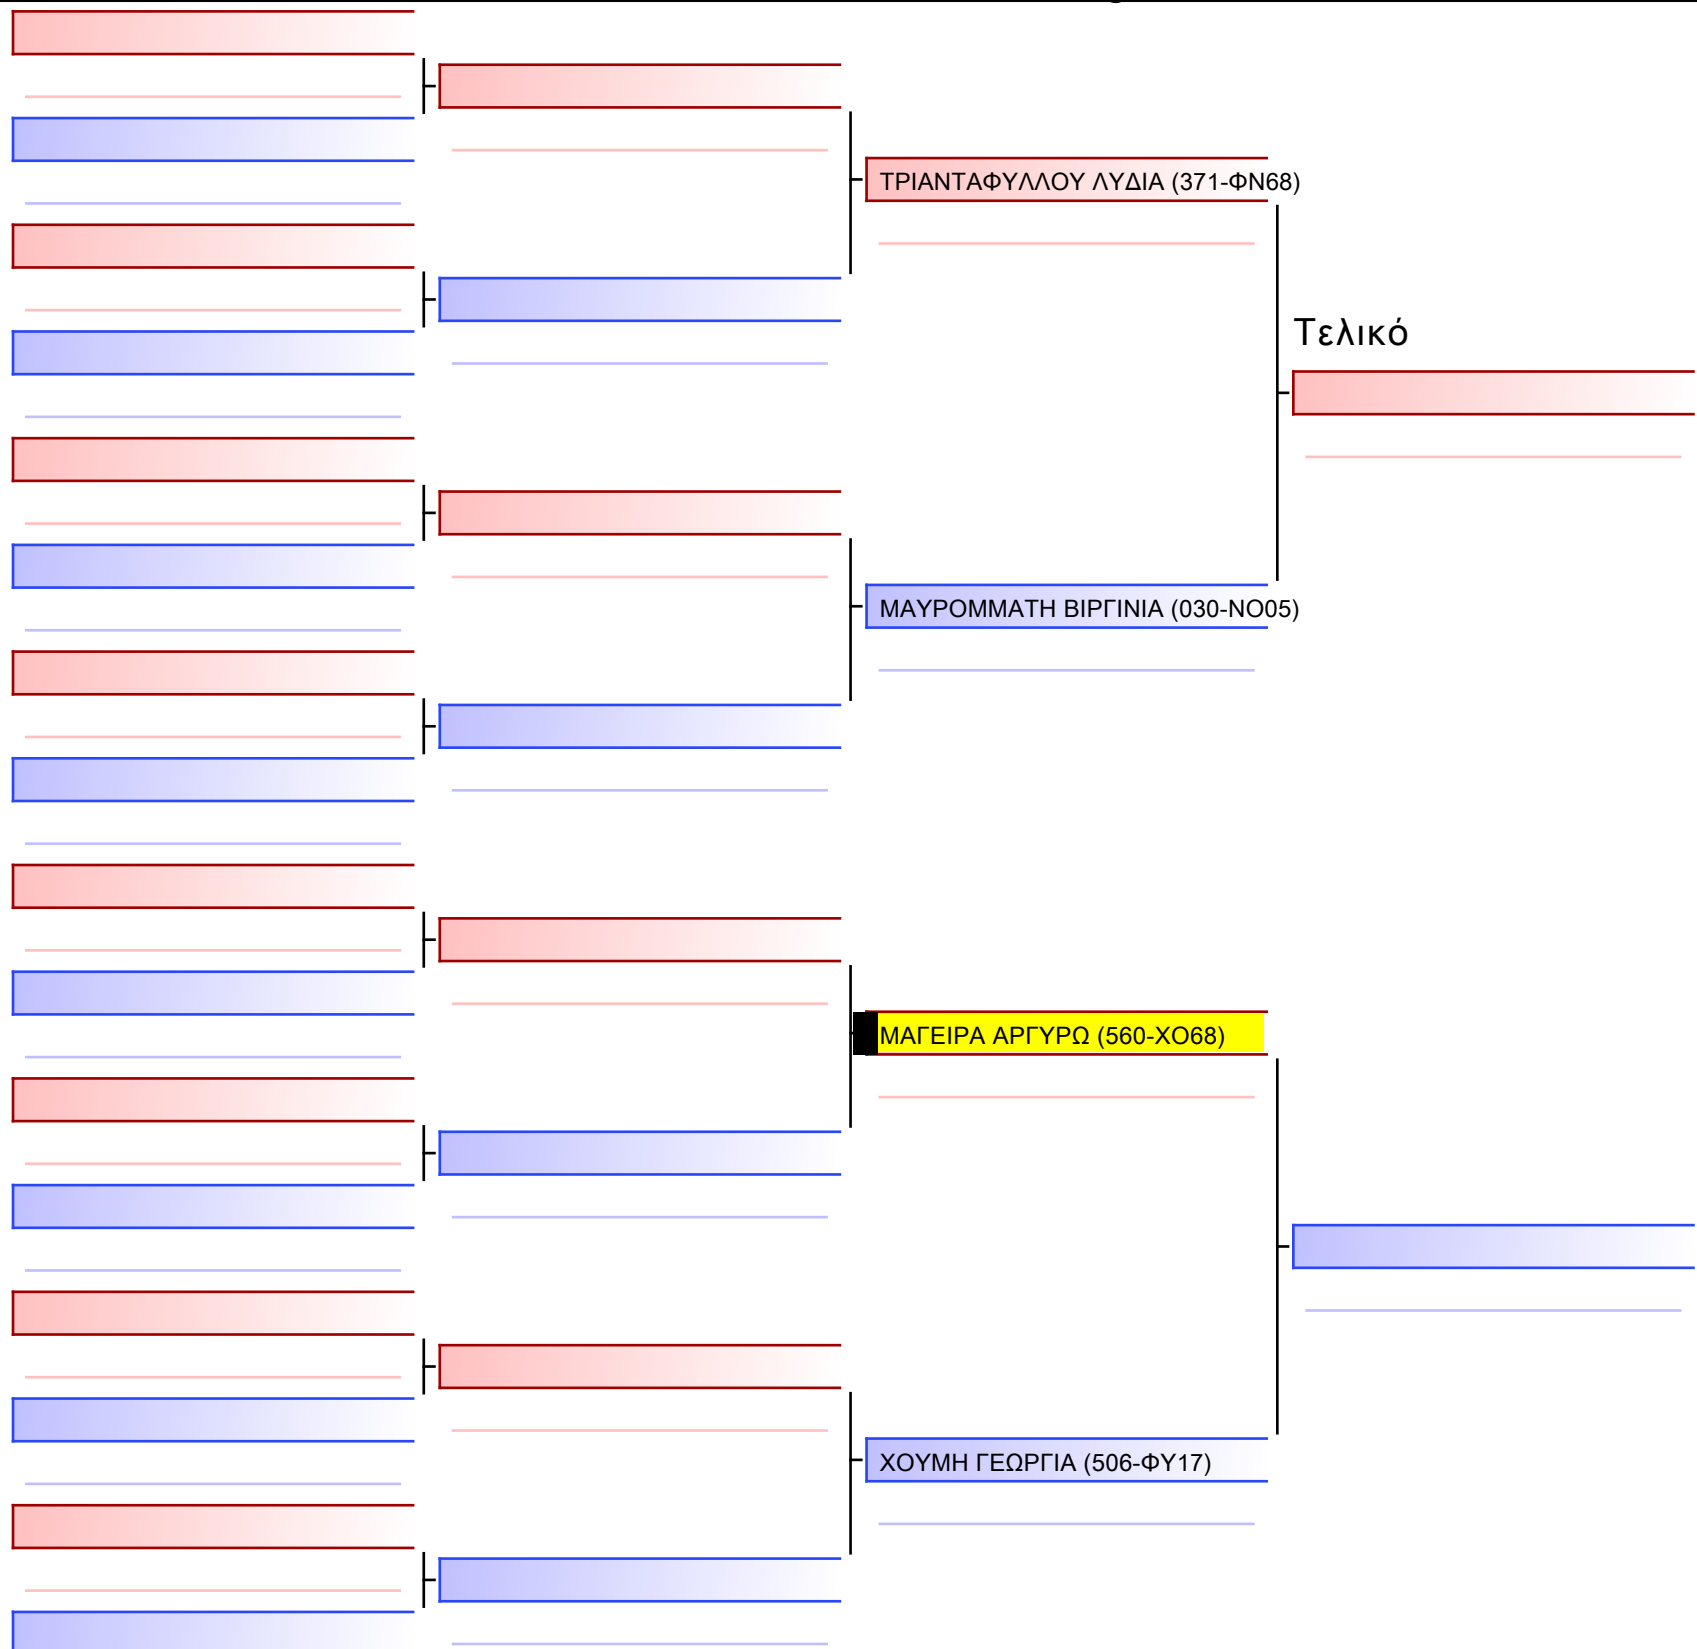 ΤΡΙΑΝΤΑΦΥΛΛΟΥ ΛΥΔΙΑ (371-ΦΝ68)
Τελικό
ΜΑΥΡΟΜΜΑΤΗ ΒΙΡΓΙΝΙΑ (030-ΝΟ05)
ΜΑΓΕΙΡΑ ΑΡΓΥΡΩ (560-ΧΟ68)
ΧΟΥΜΗ ΓΕΩΡΓΙΑ (506-ΦΥ17)